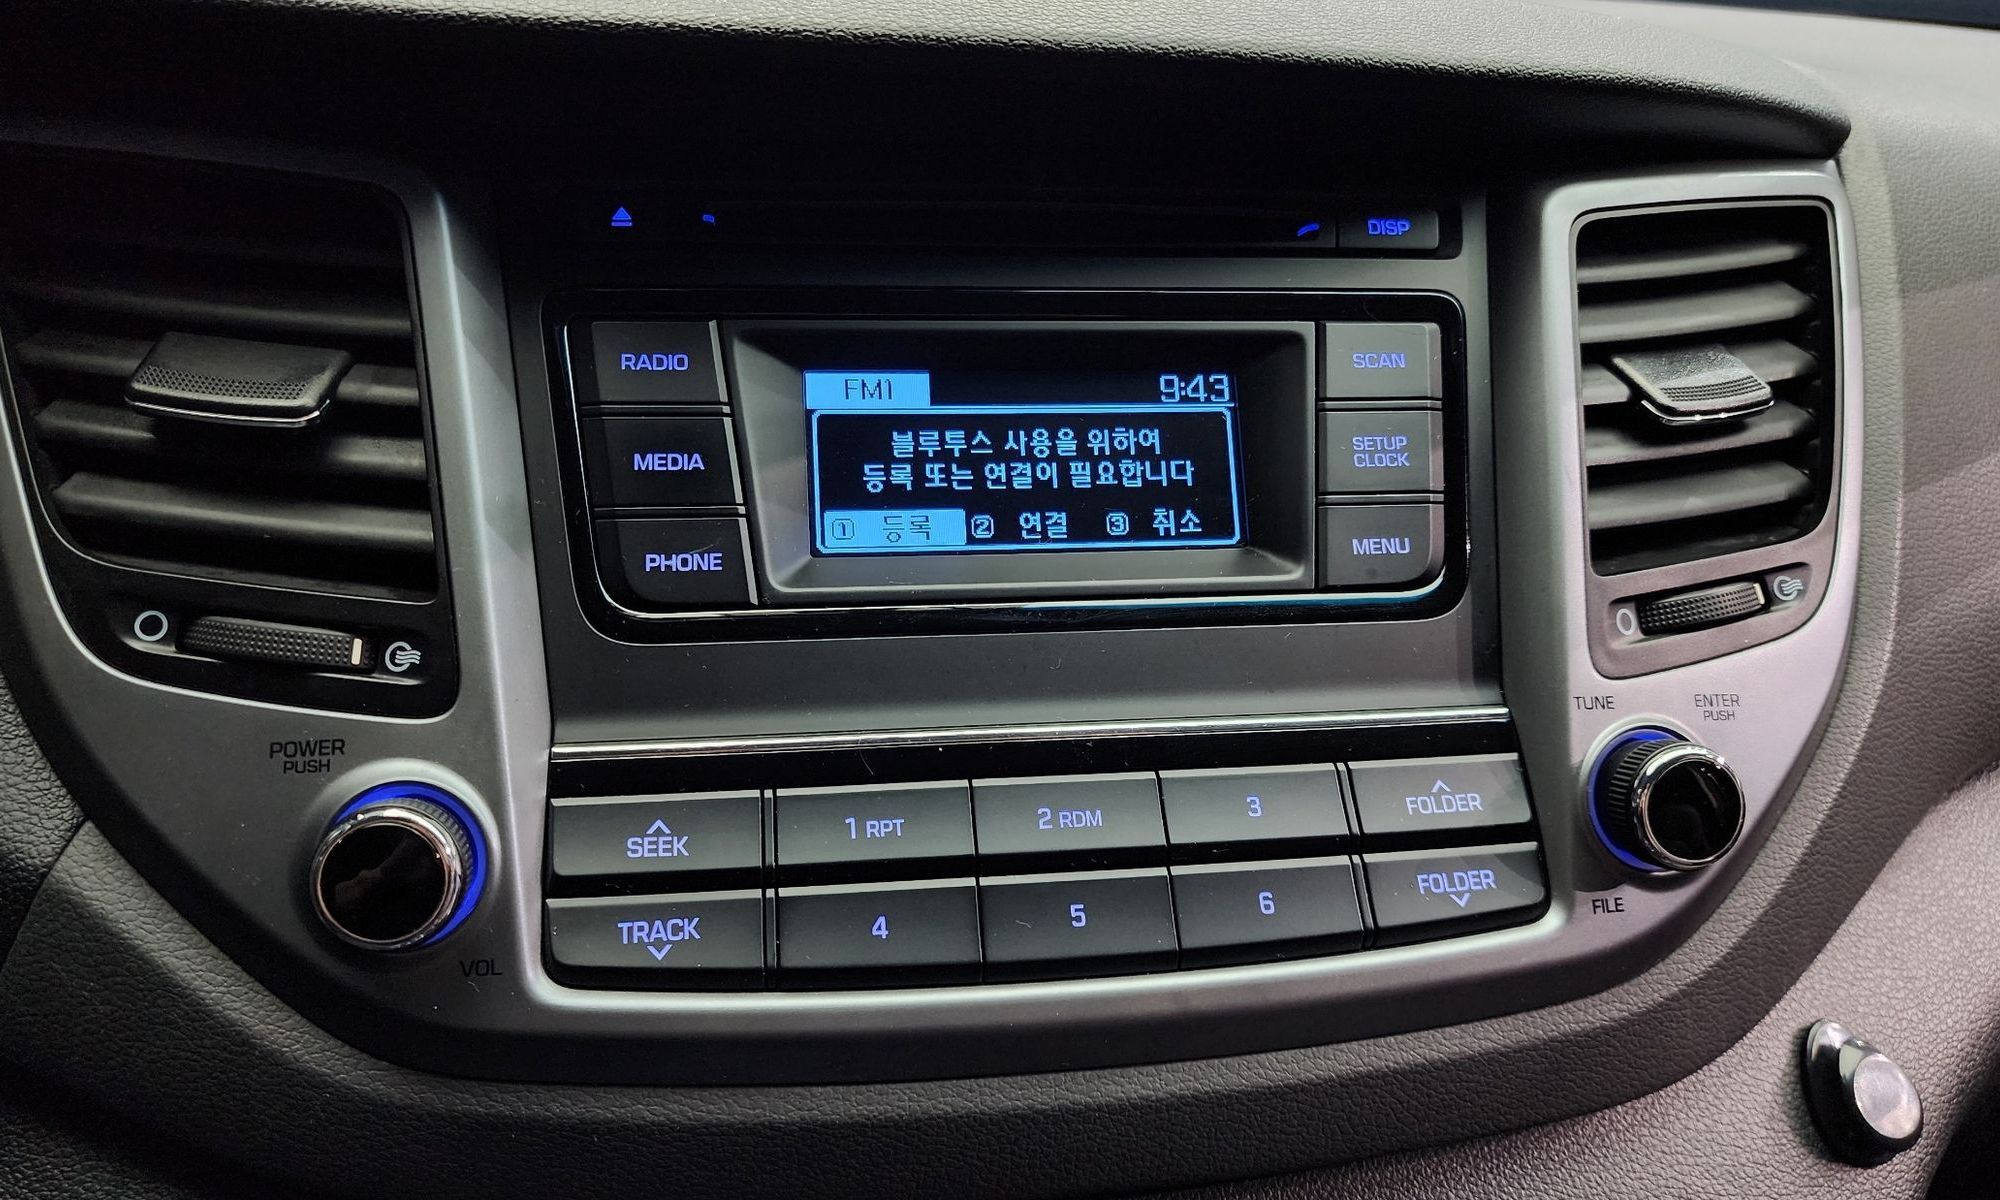 DISP
RADIO
MEDIA
PHONE
FM1 9:43
블루투스 사용을 위하여
등록 또는 연결이 필요합니다
1 등록 2 연결 3 취소
SCAN
SETUP
CLOCK
MENU
POWER
PUSH
VOL
SEEK
TRACK
1 RPT
2 RDM
3
4
5
6
FOLDER
FOLDER
TUNE
ENTER
PUSH
FILE